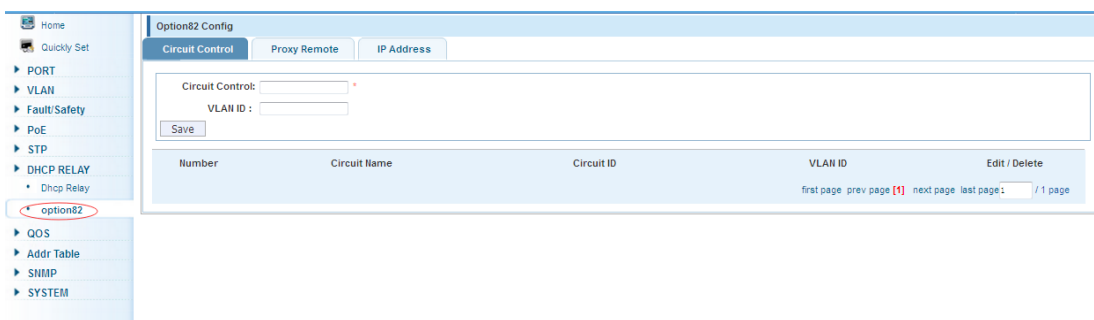 Home
Quickly Set
PORT
VLAN
Fault/Safety
PoE
STP
DHCP RELAY
Dhcp Relay
option82
QOS
Addr Table
SNMP
SYSTEM
Option82 Config
Circuit Control Proxy Remote IP Address
Circuit Control: *
VLAN ID :
Save
Number Circuit Name Circuit ID VLAN ID Edit / Delete
first page prev page [1] next page last page 1 / 1 page